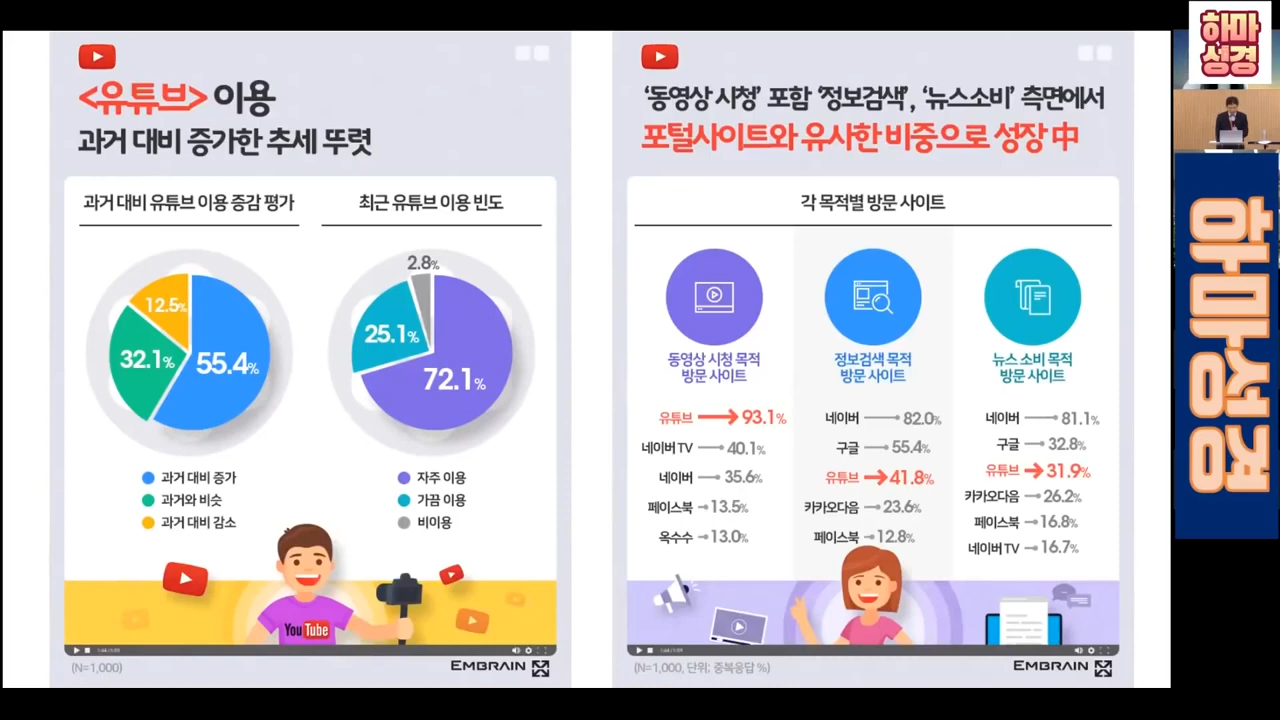 <유튜브> 이용
과거 대비 증가한 추세 뚜렷
과거 대비 유튜브 이용 증감 평가
12.5%
32.1%
55.4%
과거 대비 증가
과거와 비슷
과거 대비 감소
최근 유튜브 이용 빈도
2.8%
25.1%
72.1%
자주 이용
가끔 이용
비이용
You Tube
(N=1,000)
EMBRAIN
'동영상 시청' 포함 '정보검색', '뉴스소비' 측면에서
포털사이트와 유사한 비중으로 성장 中
각 목적별 방문 사이트
동영상 시청 목적
방문 사이트
유튜브 93.1%
네이버TV 40.1%
네이버 35.6%
페이스북 13.5%
옥수수 13.0%
정보검색 목적
방문 사이트
네이버 82.0%
구글 55.4%
유튜브 41.8%
카카오다음 23.6%
페이스북 12.8%
뉴스 소비 목적
방문 사이트
네이버 81.1%
구글 32.8%
유튜브 31.9%
카카오다음 26.2%
페이스북 16.8%
네이버TV 16.7%
(N=1,000, 단위; 중복응답 %)
EMBRAIN
하마
성경
하마성경